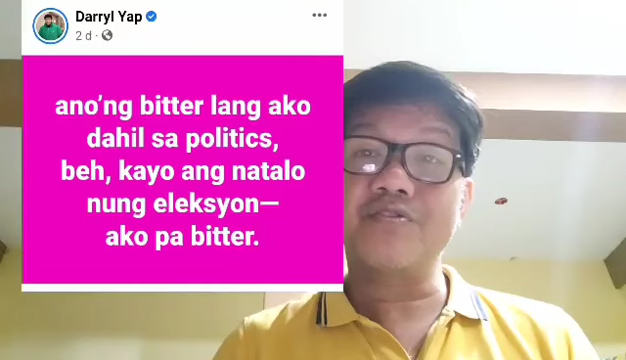 Darryl Yap
2 d ·
ano'ng bitter lang ako
dahil sa politics,
beh, kayo ang natalo
nung eleksyon—
ako pa bitter.